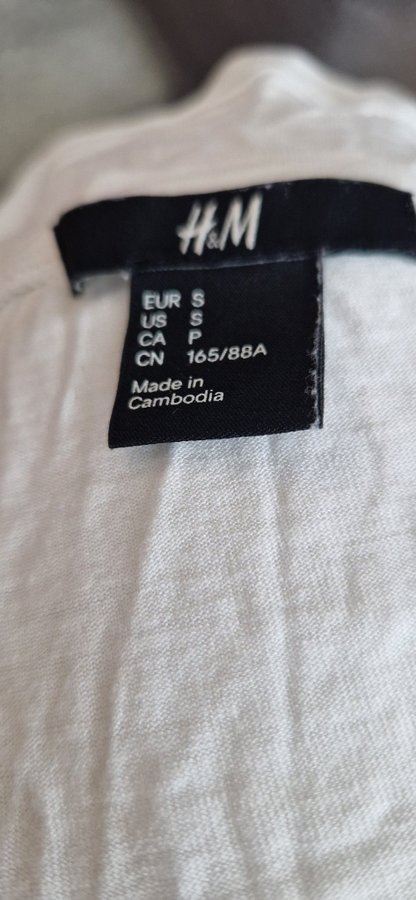 H&M
EUR S
US S
CA P
CN 165/88A
Made in
Cambodia